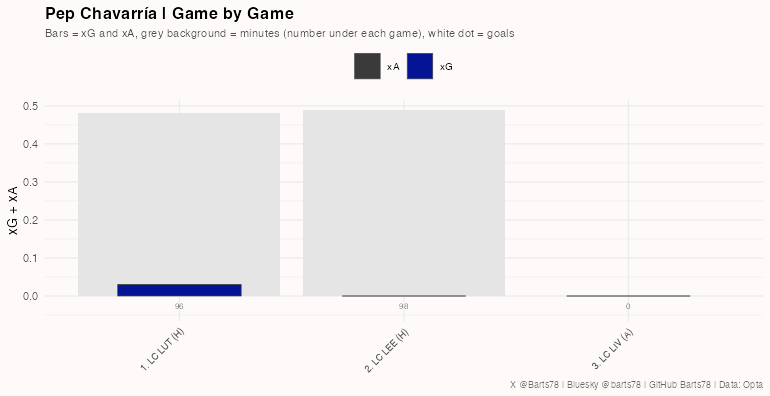 Pep Chavarría | Game by Game
Bars = xG and xA, grey background = minutes (number under each game), white dot = goals
xA xG
xG + xA
0.5
0.4
0.3
0.2
0.1
0.0
96 98 0
1. LC LUT (H) 2. LC LEE (H) 3. LC LIV (A)
X @Barts78 | Bluesky @barts78 | GitHub Barts78 | Data: Opta